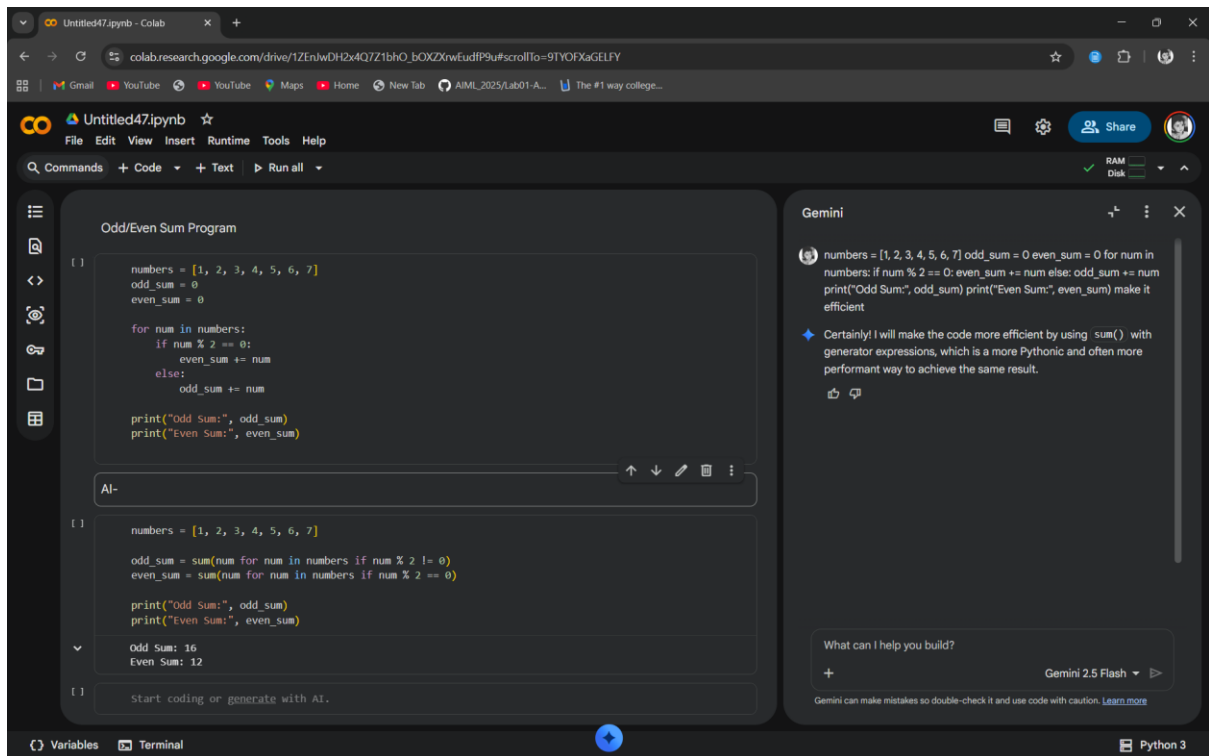 Untitled47.ipynb - Colab
colab.research.google.com/drive/1ZEnJwDH2x4Q7Z1bhO_bOXZXrwEudfP9u#scrollTo=9TYOFXaGELFY
Gmail YouTube YouTube Maps Home New Tab AIML_2025/Lab01-A... The #1 way college...
Untitled47.ipynb
File Edit View Insert Runtime Tools Help
Share
Commands + Code + Text Run all
RAM
Disk
Odd/Even Sum Program
[ ]
numbers = [1, 2, 3, 4, 5, 6, 7]
odd_sum = 0
even_sum = 0
for num in numbers:
if num % 2 == 0:
even_sum += num
else:
odd_sum += num
print("Odd Sum:", odd_sum)
print("Even Sum:", even_sum)
AI-
[ ]
numbers = [1, 2, 3, 4, 5, 6, 7]
odd_sum = sum(num for num in numbers if num % 2 != 0)
even_sum = sum(num for num in numbers if num % 2 == 0)
print("Odd Sum:", odd_sum)
print("Even Sum:", even_sum)
Odd Sum: 16
Even Sum: 12
[ ]
Start coding or generate with AI.
Gemini
numbers = [1, 2, 3, 4, 5, 6, 7] odd_sum = 0 even_sum = 0 for num in
numbers: if num % 2 == 0: even_sum += num else: odd_sum += num
print("Odd Sum:", odd_sum) print("Even Sum:", even_sum) make it
efficient
Certainly! I will make the code more efficient by using sum() with
generator expressions, which is a more Pythonic and often more
performant way to achieve the same result.
What can I help you build?
+
Gemini 2.5 Flash
Gemini can make mistakes so double-check it and use code with caution. Learn more
Variables Terminal
Python 3